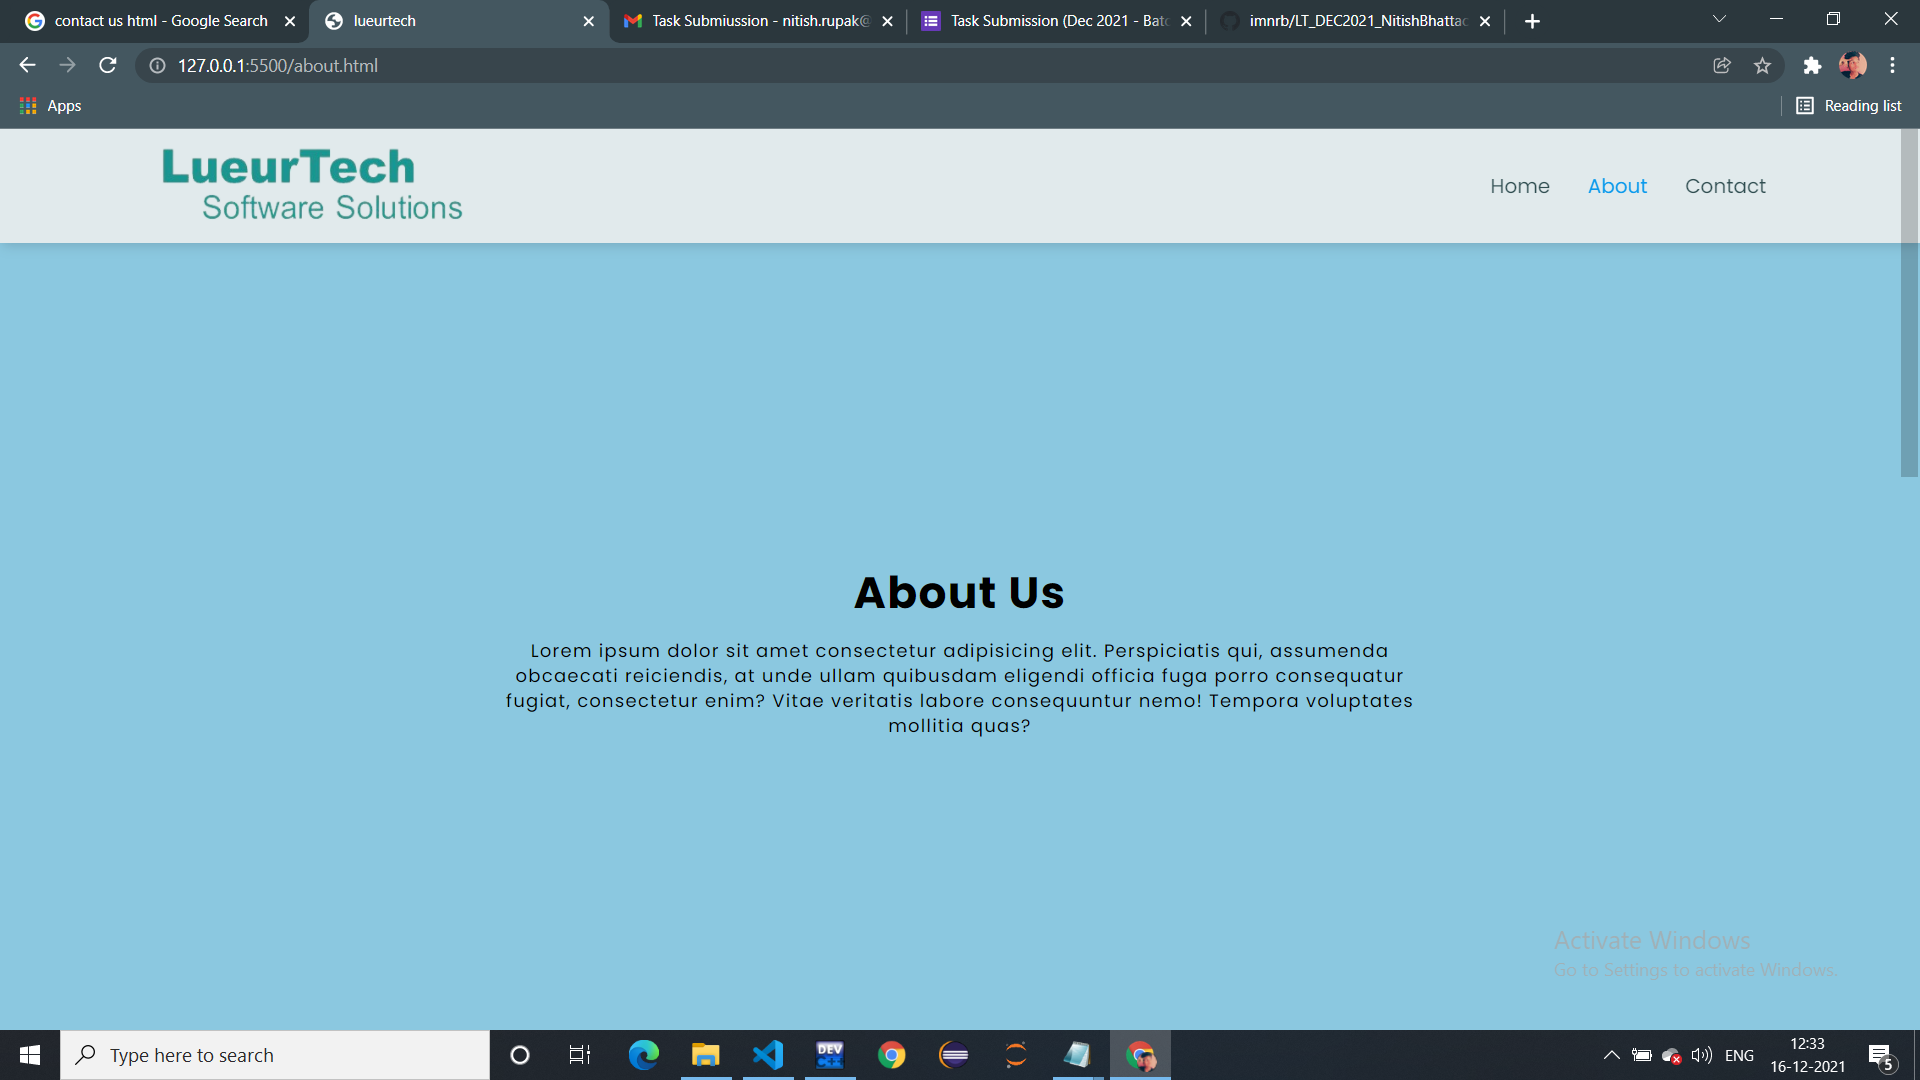 contact us html - Google Search
lueurtech
Task Submiussion - nitish.rupak@
Task Submission (Dec 2021 - Batc
imnrb/LT_DEC2021_NitishBhattac
127.0.0.1:5500/about.html
Apps
Reading list
LueurTech
Software Solutions
Home
About
Contact
About Us
Lorem ipsum dolor sit amet consectetur adipisicing elit. Perspiciatis qui, assumenda
obcaecati reiciendis, at unde ullam quibusdam eligendi officia fuga porro consequatur
fugiat, consectetur enim? Vitae veritatis labore consequuntur nemo! Tempora voluptates
mollitia quas?
Activate Windows
Go to Settings to activate Windows.
Type here to search
DEV
ENG
12:33
16-12-2021
5